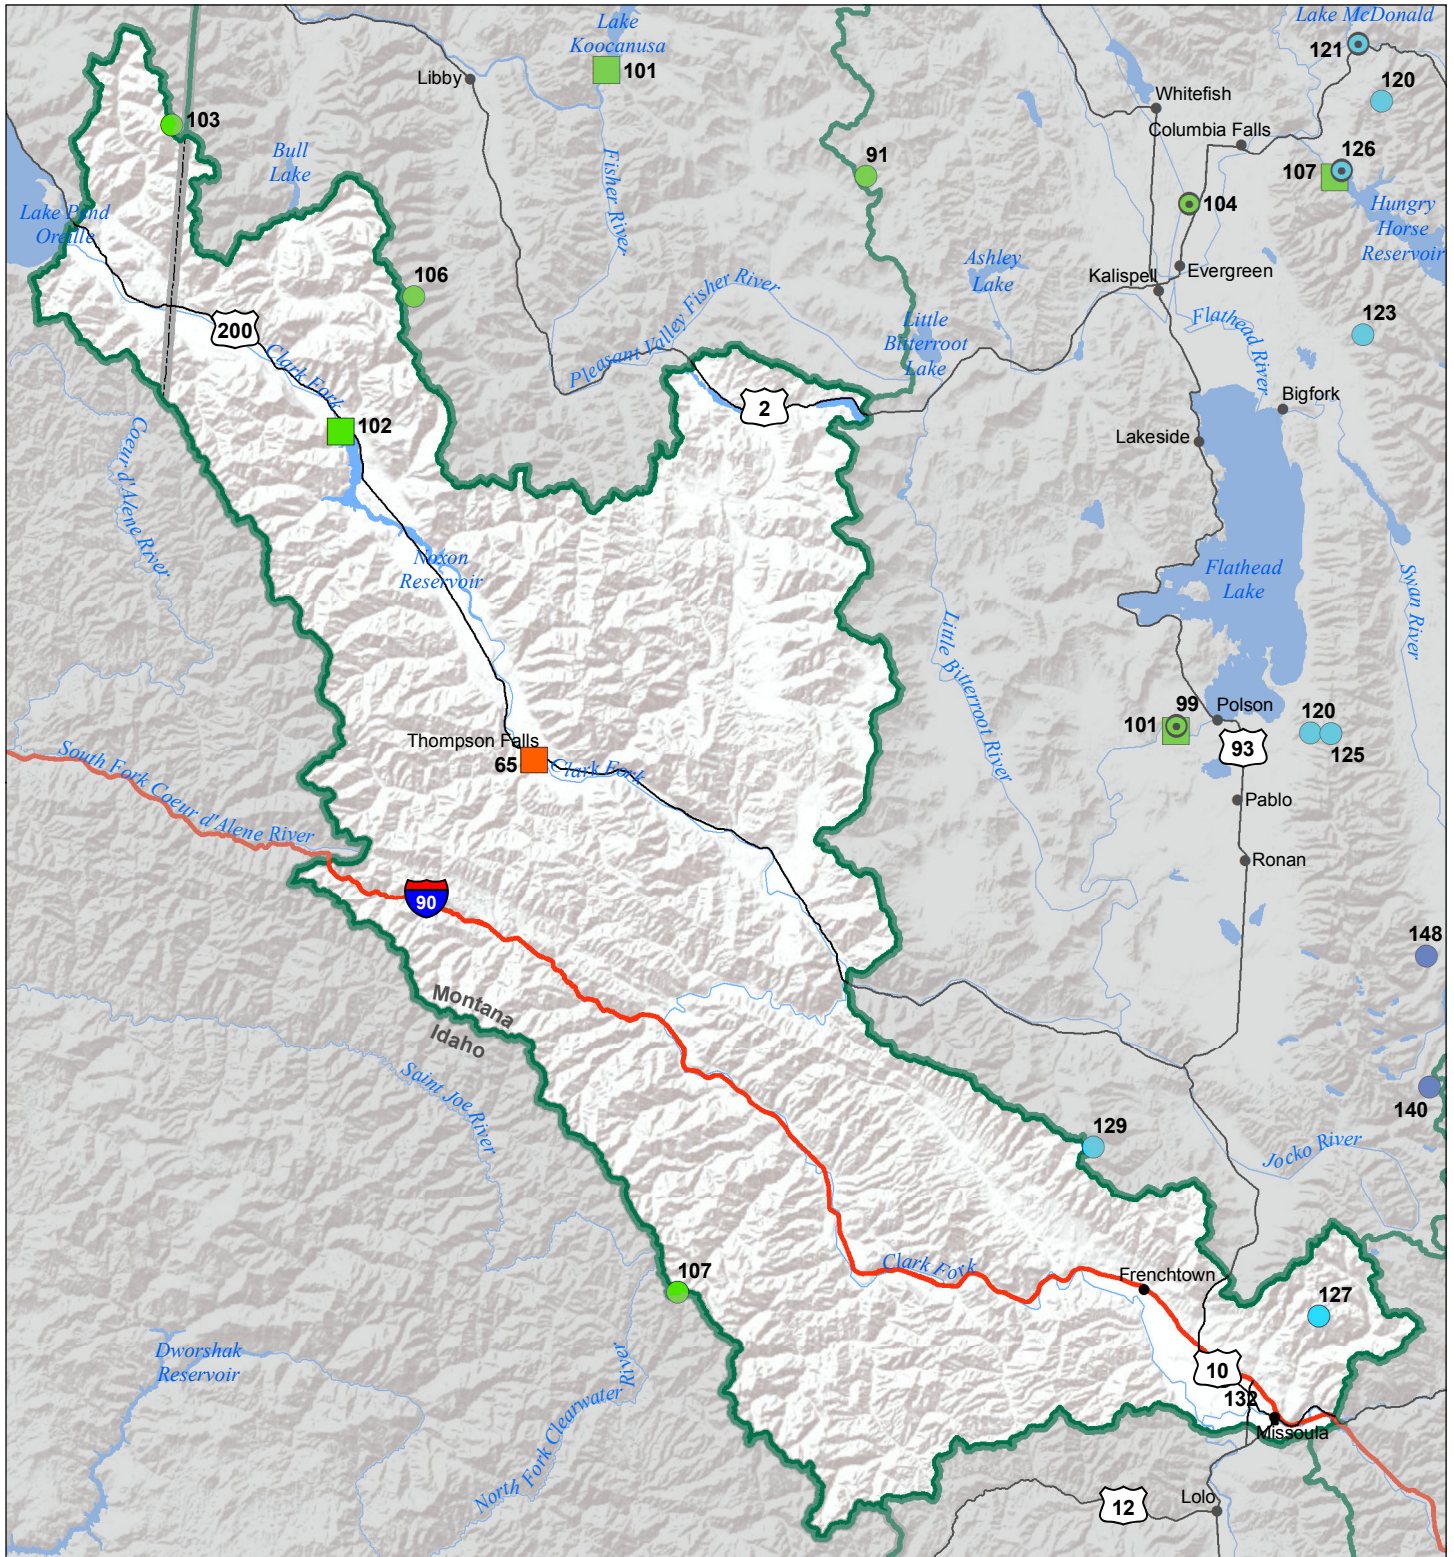 Lake McDonald
121
120
Lake
Koocanusa
101
Libby
Whitefish
Columbia Falls
103
Bull
Lake
91
126
107
104
Hungry
Horse
Reservoir
Fisher River
Lake Pend
Oreille
106
Ashley
Lake
Kalispell
Evergreen
Pleasant Valley Fisher River
Little
Bitterroot
Lake
Flathead River
123
200
Clark Fork
2
Bigfork
102
Lakeside
Coeur d'Alene River
Noxon
Reservoir
Flathead
Lake
Swan River
Little Bitterroot River
99
101
Polson
120
125
93
Thompson Falls
65
Clark Fork
South Fork Coeur d'Alene River
Pablo
Ronan
90
148
Montana
Idaho
Saint Joe River
140
129
Jocko River
Clark Fork
107
Frenchtown
127
Dworshak
Reservoir
10
132
Missoula
North Fork Clearwater River
12
Lolo